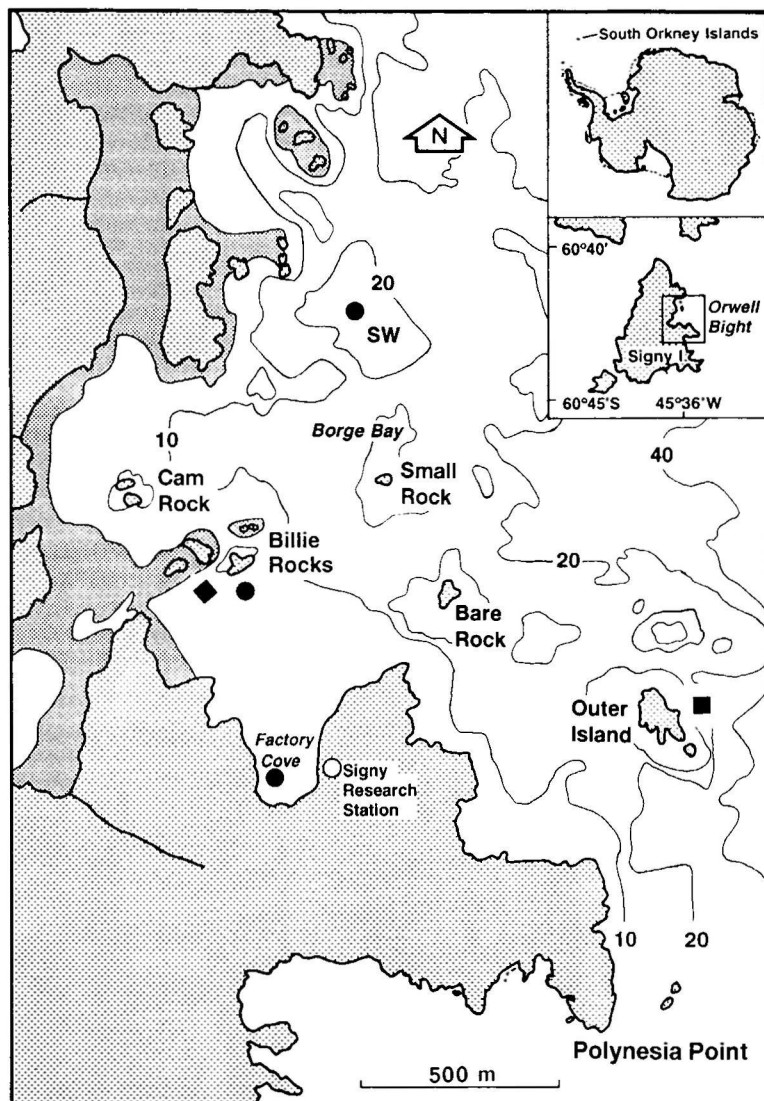 South Orkney Islands
N
60°40'
20
SW
Orwell
Bight
Signy I.
60°45'S
45°36'W
10
Borge Bay
40
Cam
Rock
Small
Rock
Billie
Rocks
20
Bare
Rock
Outer
Island
Factory
Cove
Signy
Research
Station
10
20
Polynesia Point
500 m